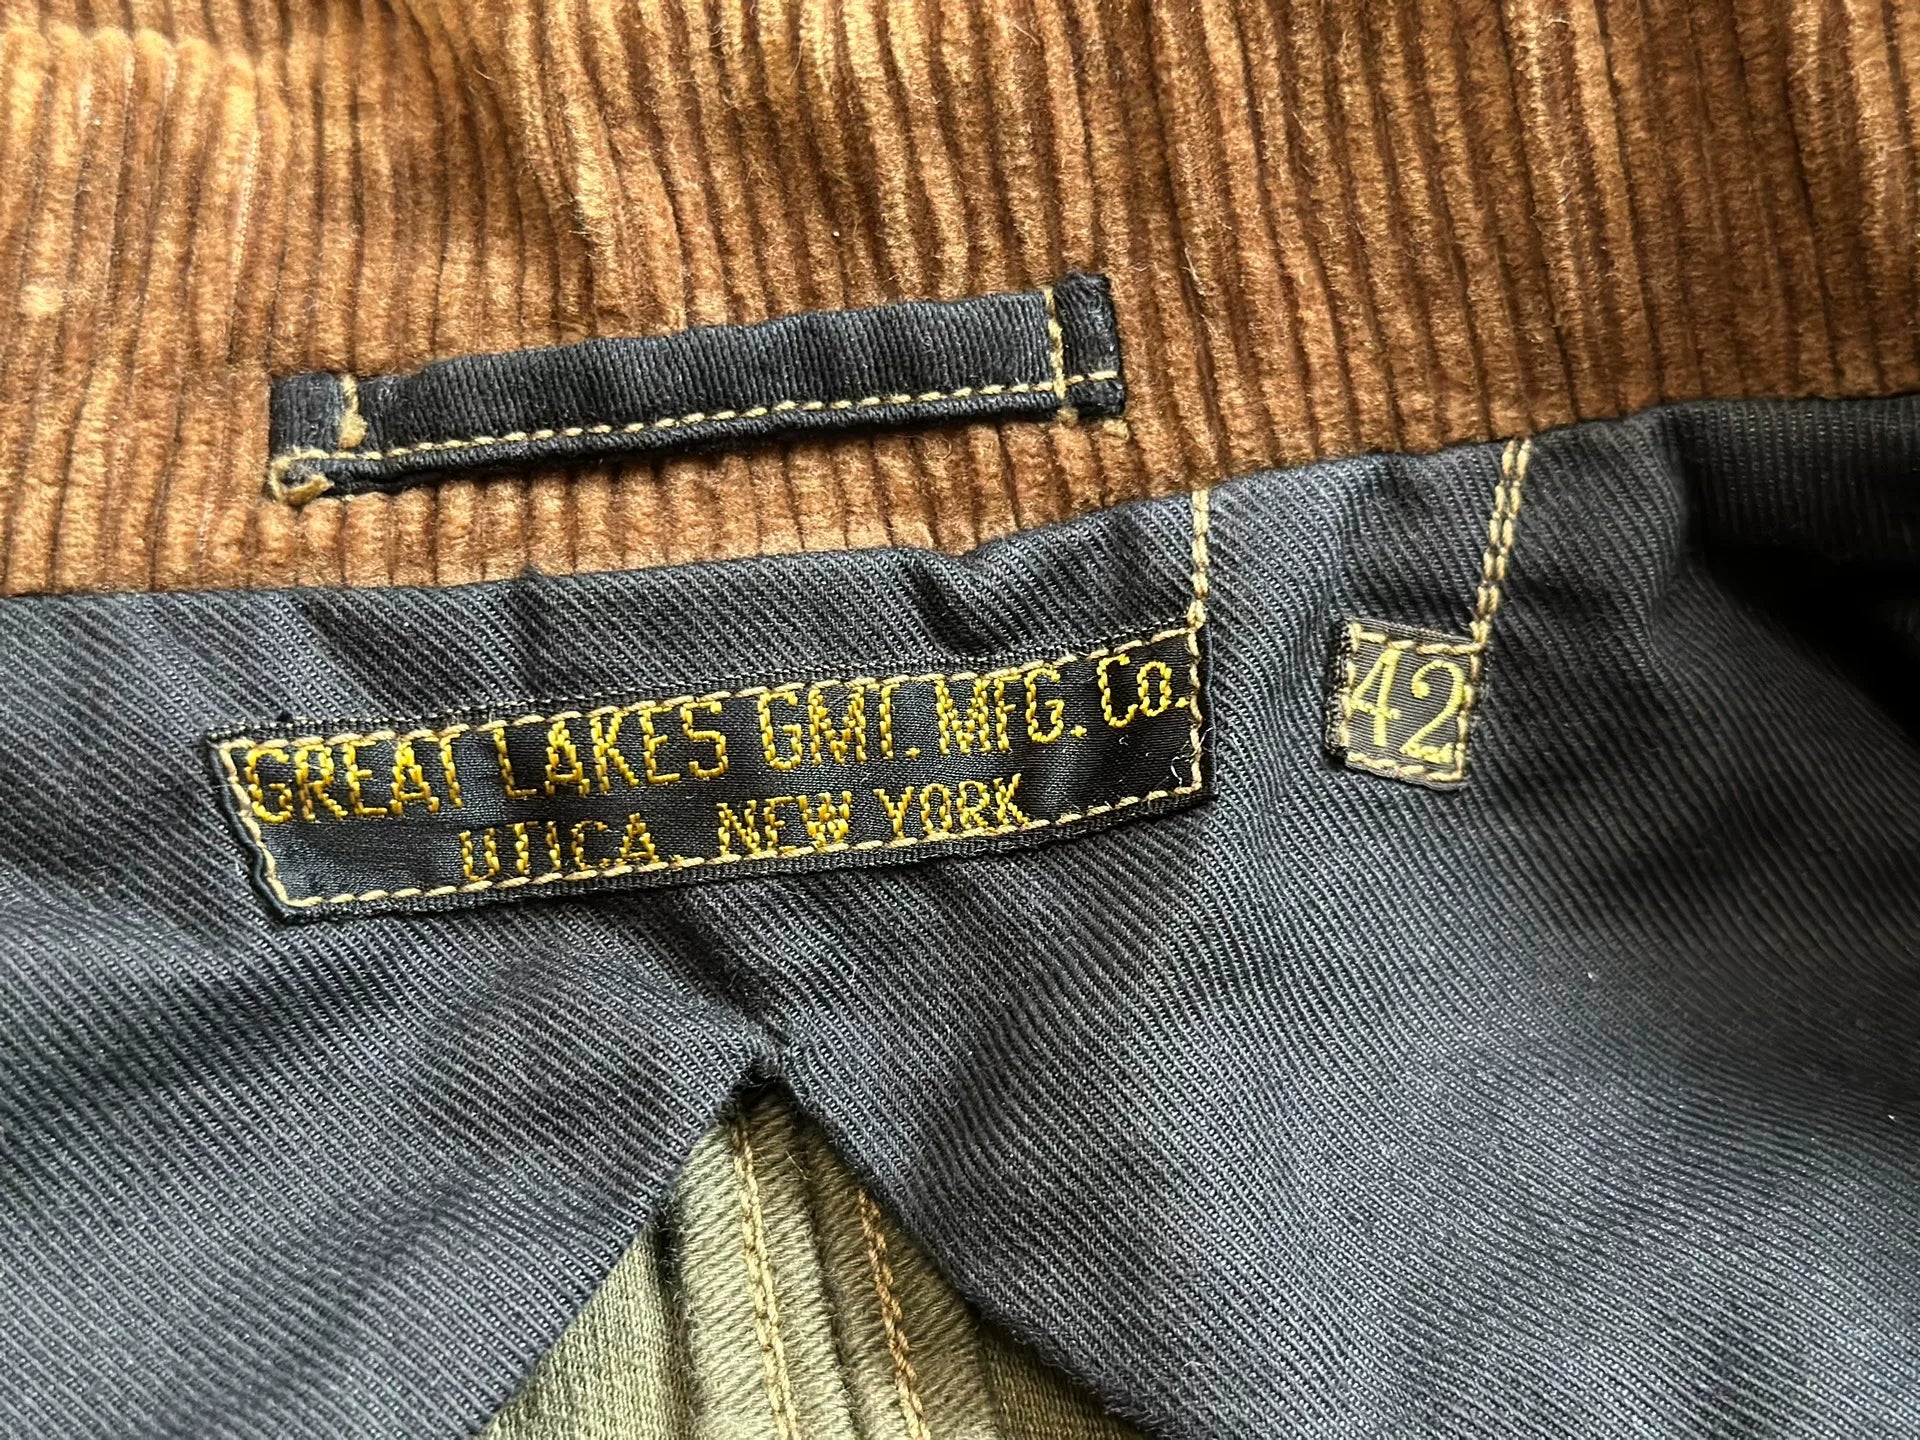 GREAT LAKES GMT. MFG. Co.
UTICA, NEW YORK
42